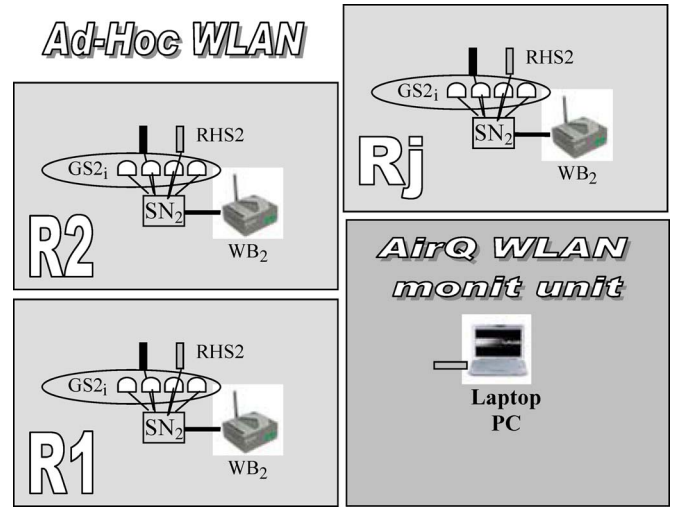 Ad-Hoc WLAN
RHS2
GS2i
SN2
WB2
R2
RHS2
GS2i
SN2
WB2
R1
RHS2
GS2i
SN2
WB2
Rj
AirQ WLAN
monit unit
Laptop
PC